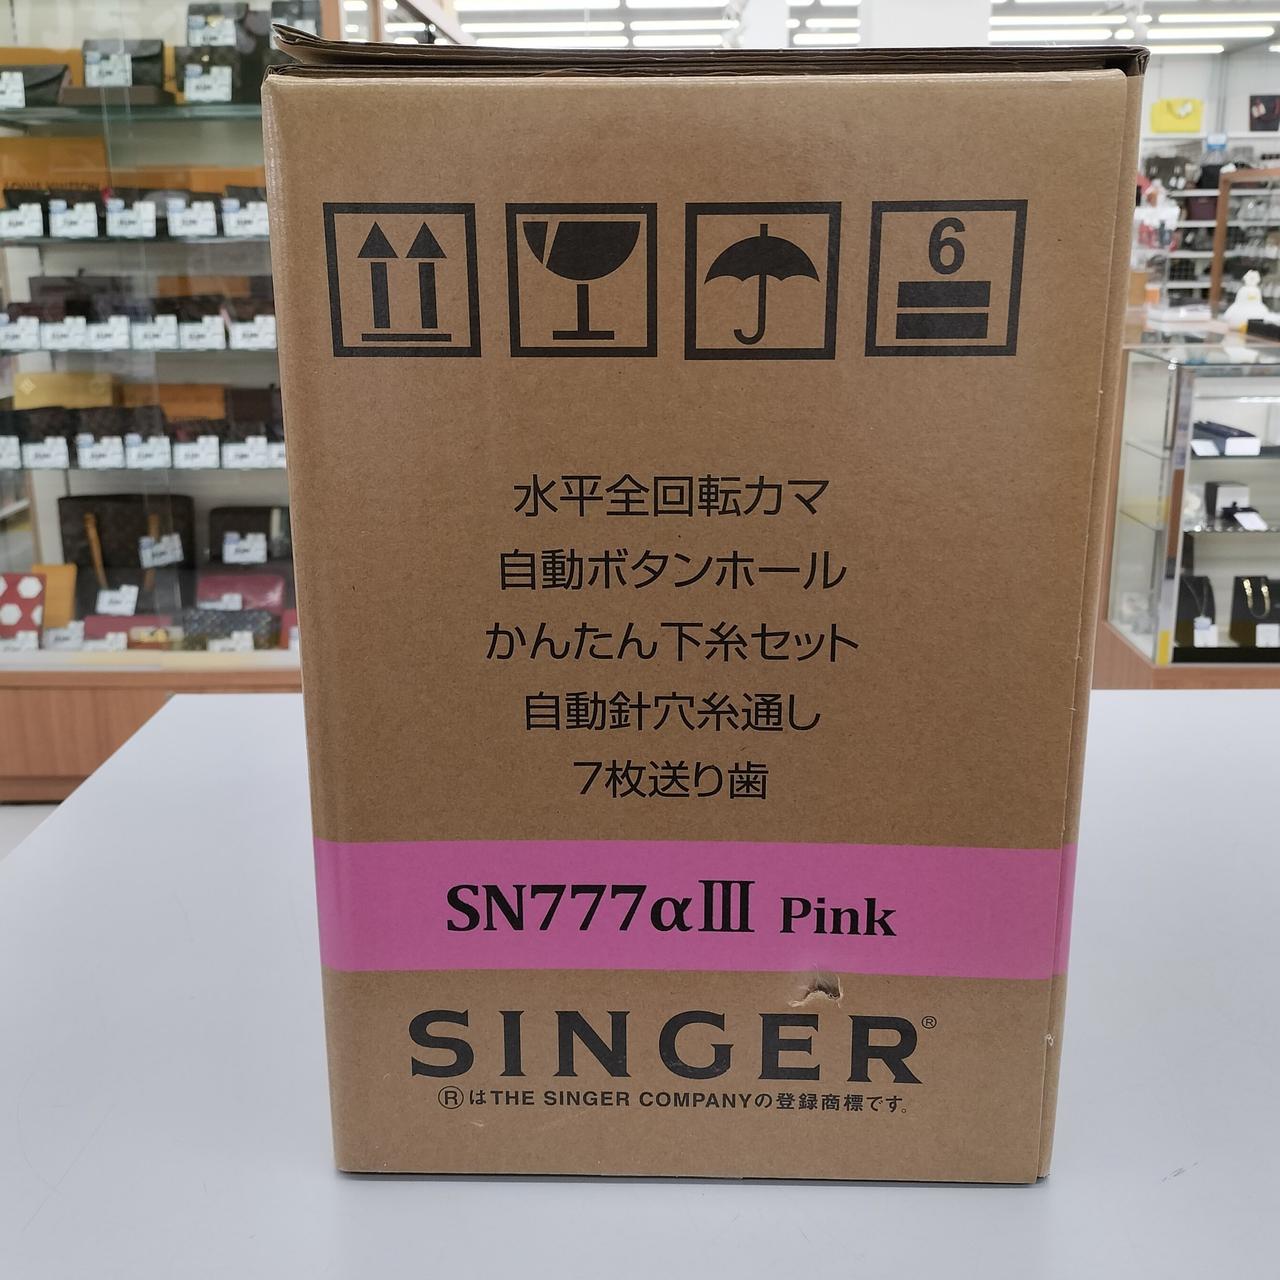 6
水平全回転カマ
自動ボタンホール
かんたん下糸セット
自動針穴糸通し
7枚送り歯
SN777αⅢ Pink
SINGER®
®はTHE SINGER COMPANYの登録商標です。